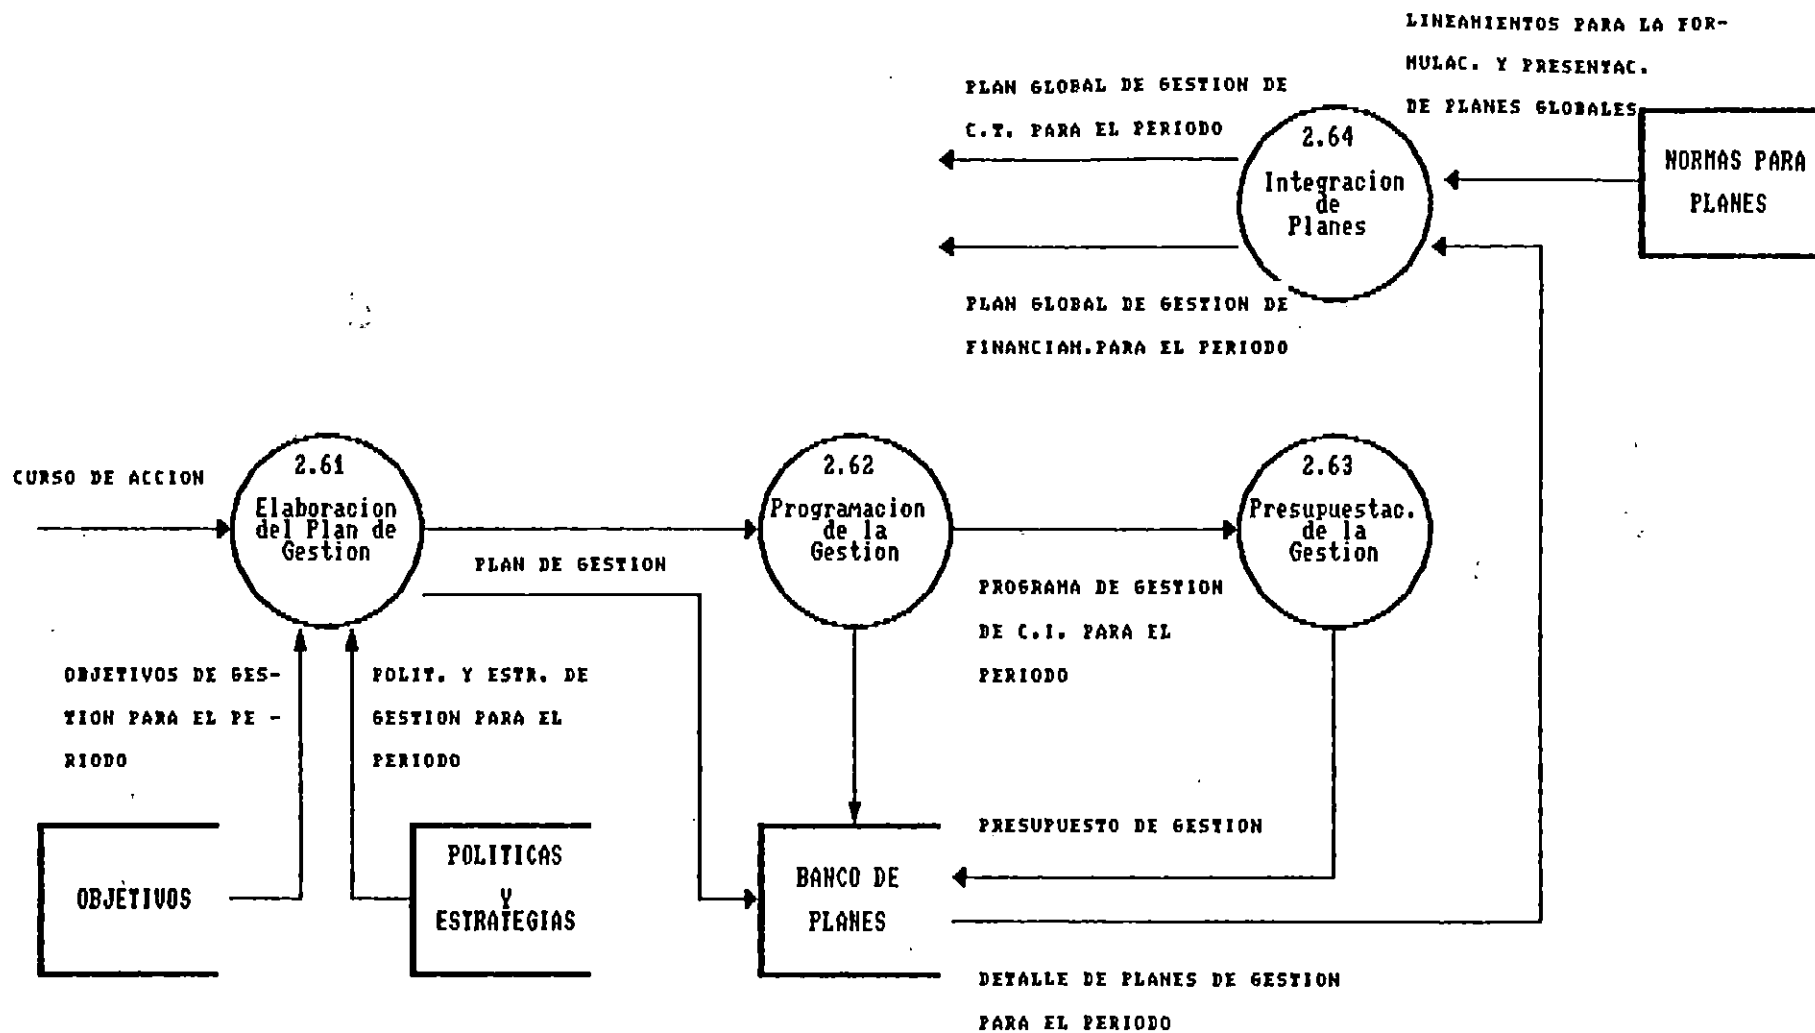 LINEAMIENTOS PARA LA FOR-
MULAC. Y PRESENTAC.
DE PLANES GLOBALES
PLAN GLOBAL DE GESTION DE
C.T. PARA EL PERIODO
2.64
Integracion
de
Planes
NORMAS PARA
PLANES
PLAN GLOBAL DE GESTION DE
FINANCIAM.PARA EL PERIODO
CURSO DE ACCION
2.61
Elaboracion
del Plan de
Gestion
PLAN DE GESTION
2.62
Programacion
de la
Gestion
2.63
Presupuestac.
de la
Gestion
PROGRAMA DE GESTION
DE C.I. PARA EL
PERIODO
OBJETIVOS DE GES-
TION PARA EL PE -
RIODO
POLIT. Y ESTR. DE
GESTION PARA EL
PERIODO
OBJETIVOS
POLITICAS
Y
ESTRATEGIAS
BANCO DE
PLANES
PRESUPUESTO DE GESTION
DETALLE DE PLANES DE GESTION
PARA EL PERIODO